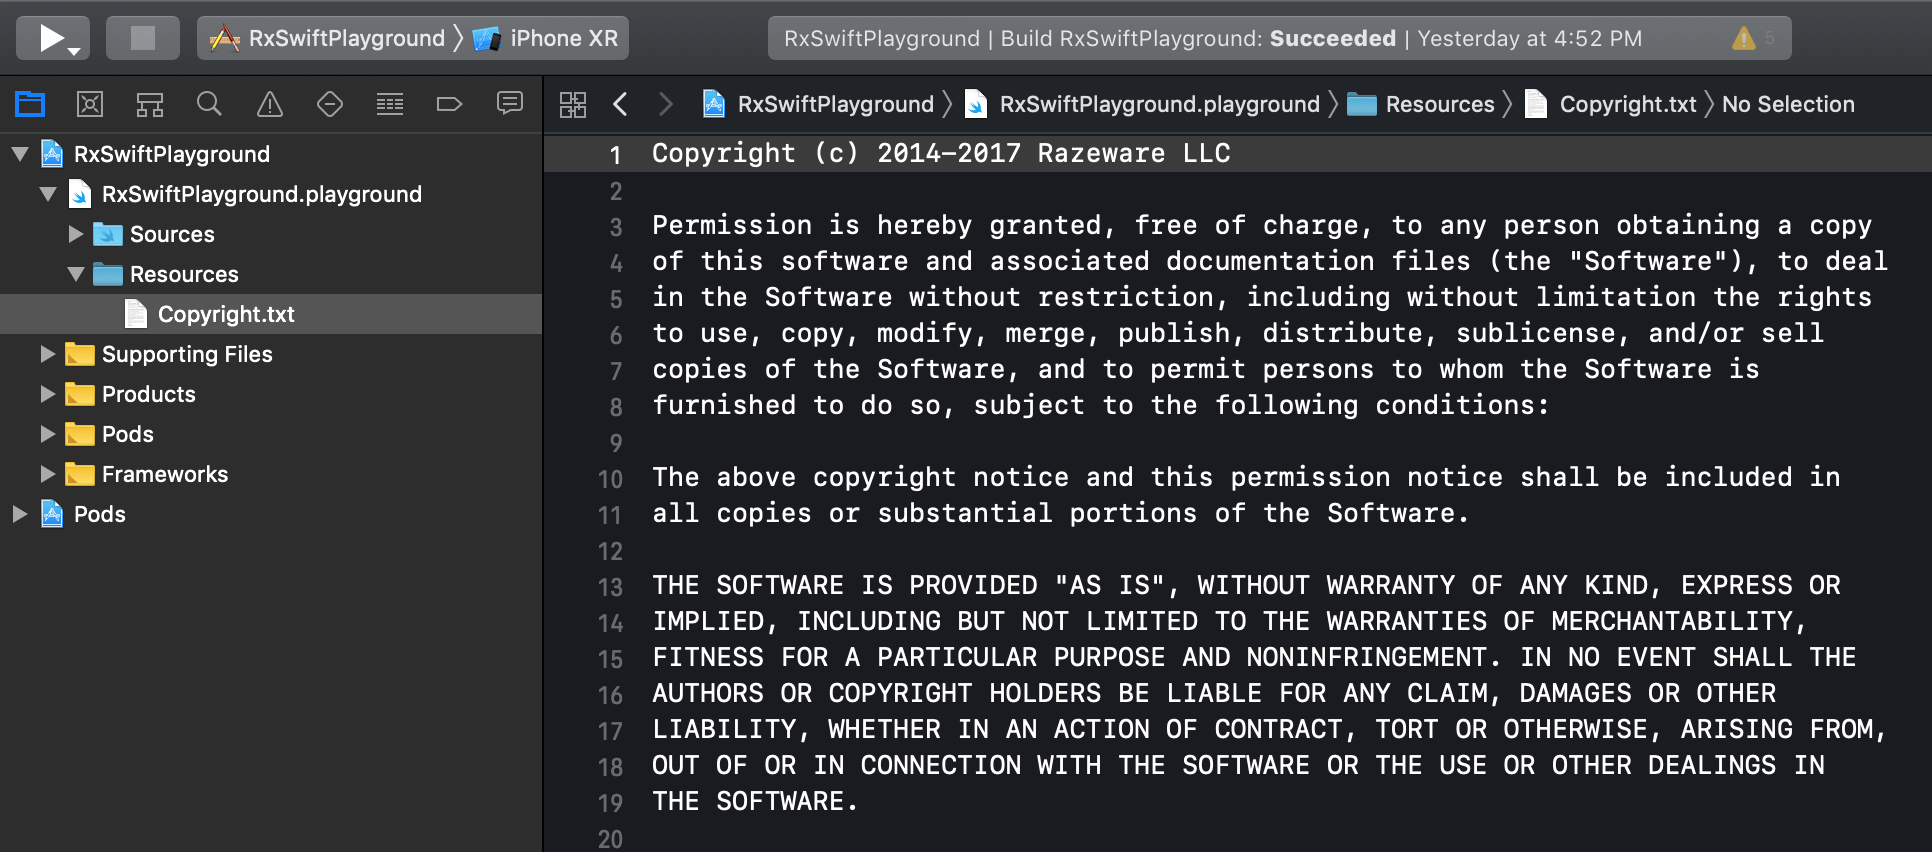 RxSwiftPlayground 〉 iPhone XR
RxSwiftPlayground | Build RxSwiftPlayground: Succeeded | Yesterday at 4:52 PM
5
RxSwiftPlayground 〉 RxSwiftPlayground.playground 〉 Resources 〉 Copyright.txt 〉 No Selection
RxSwiftPlayground
RxSwiftPlayground.playground
Sources
Resources
Copyright.txt
Supporting Files
Products
Pods
Frameworks
Pods
1 Copyright (c) 2014–2017 Razeware LLC
2
3 Permission is hereby granted, free of charge, to any person obtaining a copy
4 of this software and associated documentation files (the "Software"), to deal
5 in the Software without restriction, including without limitation the rights
6 to use, copy, modify, merge, publish, distribute, sublicense, and/or sell
7 copies of the Software, and to permit persons to whom the Software is
8 furnished to do so, subject to the following conditions:
9
10 The above copyright notice and this permission notice shall be included in
11 all copies or substantial portions of the Software.
12
13 THE SOFTWARE IS PROVIDED "AS IS", WITHOUT WARRANTY OF ANY KIND, EXPRESS OR
14 IMPLIED, INCLUDING BUT NOT LIMITED TO THE WARRANTIES OF MERCHANTABILITY,
15 FITNESS FOR A PARTICULAR PURPOSE AND NONINFRINGEMENT. IN NO EVENT SHALL THE
16 AUTHORS OR COPYRIGHT HOLDERS BE LIABLE FOR ANY CLAIM, DAMAGES OR OTHER
17 LIABILITY, WHETHER IN AN ACTION OF CONTRACT, TORT OR OTHERWISE, ARISING FROM,
18 OUT OF OR IN CONNECTION WITH THE SOFTWARE OR THE USE OR OTHER DEALINGS IN
19 THE SOFTWARE.
20